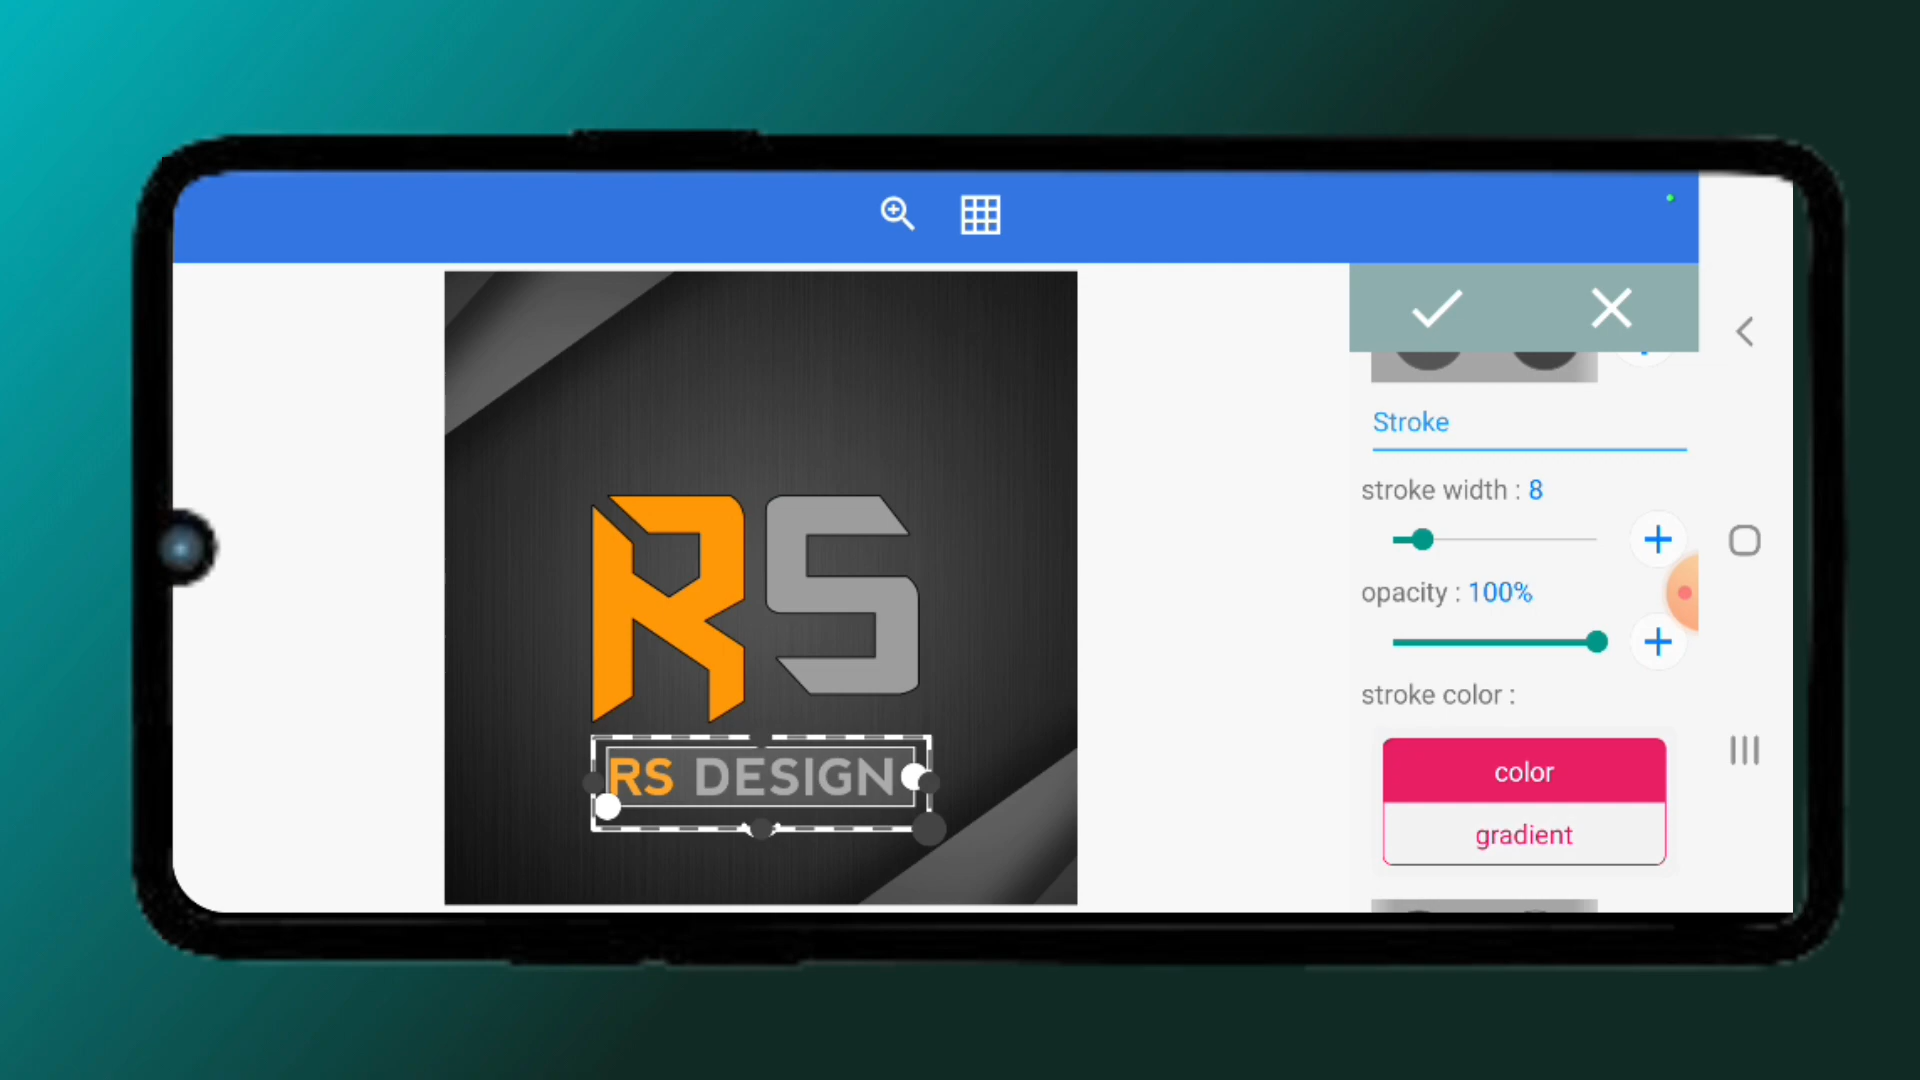 Stroke
stroke width : 8
opacity : 100%
stroke color :
color
gradient
RS
RS DESIGN